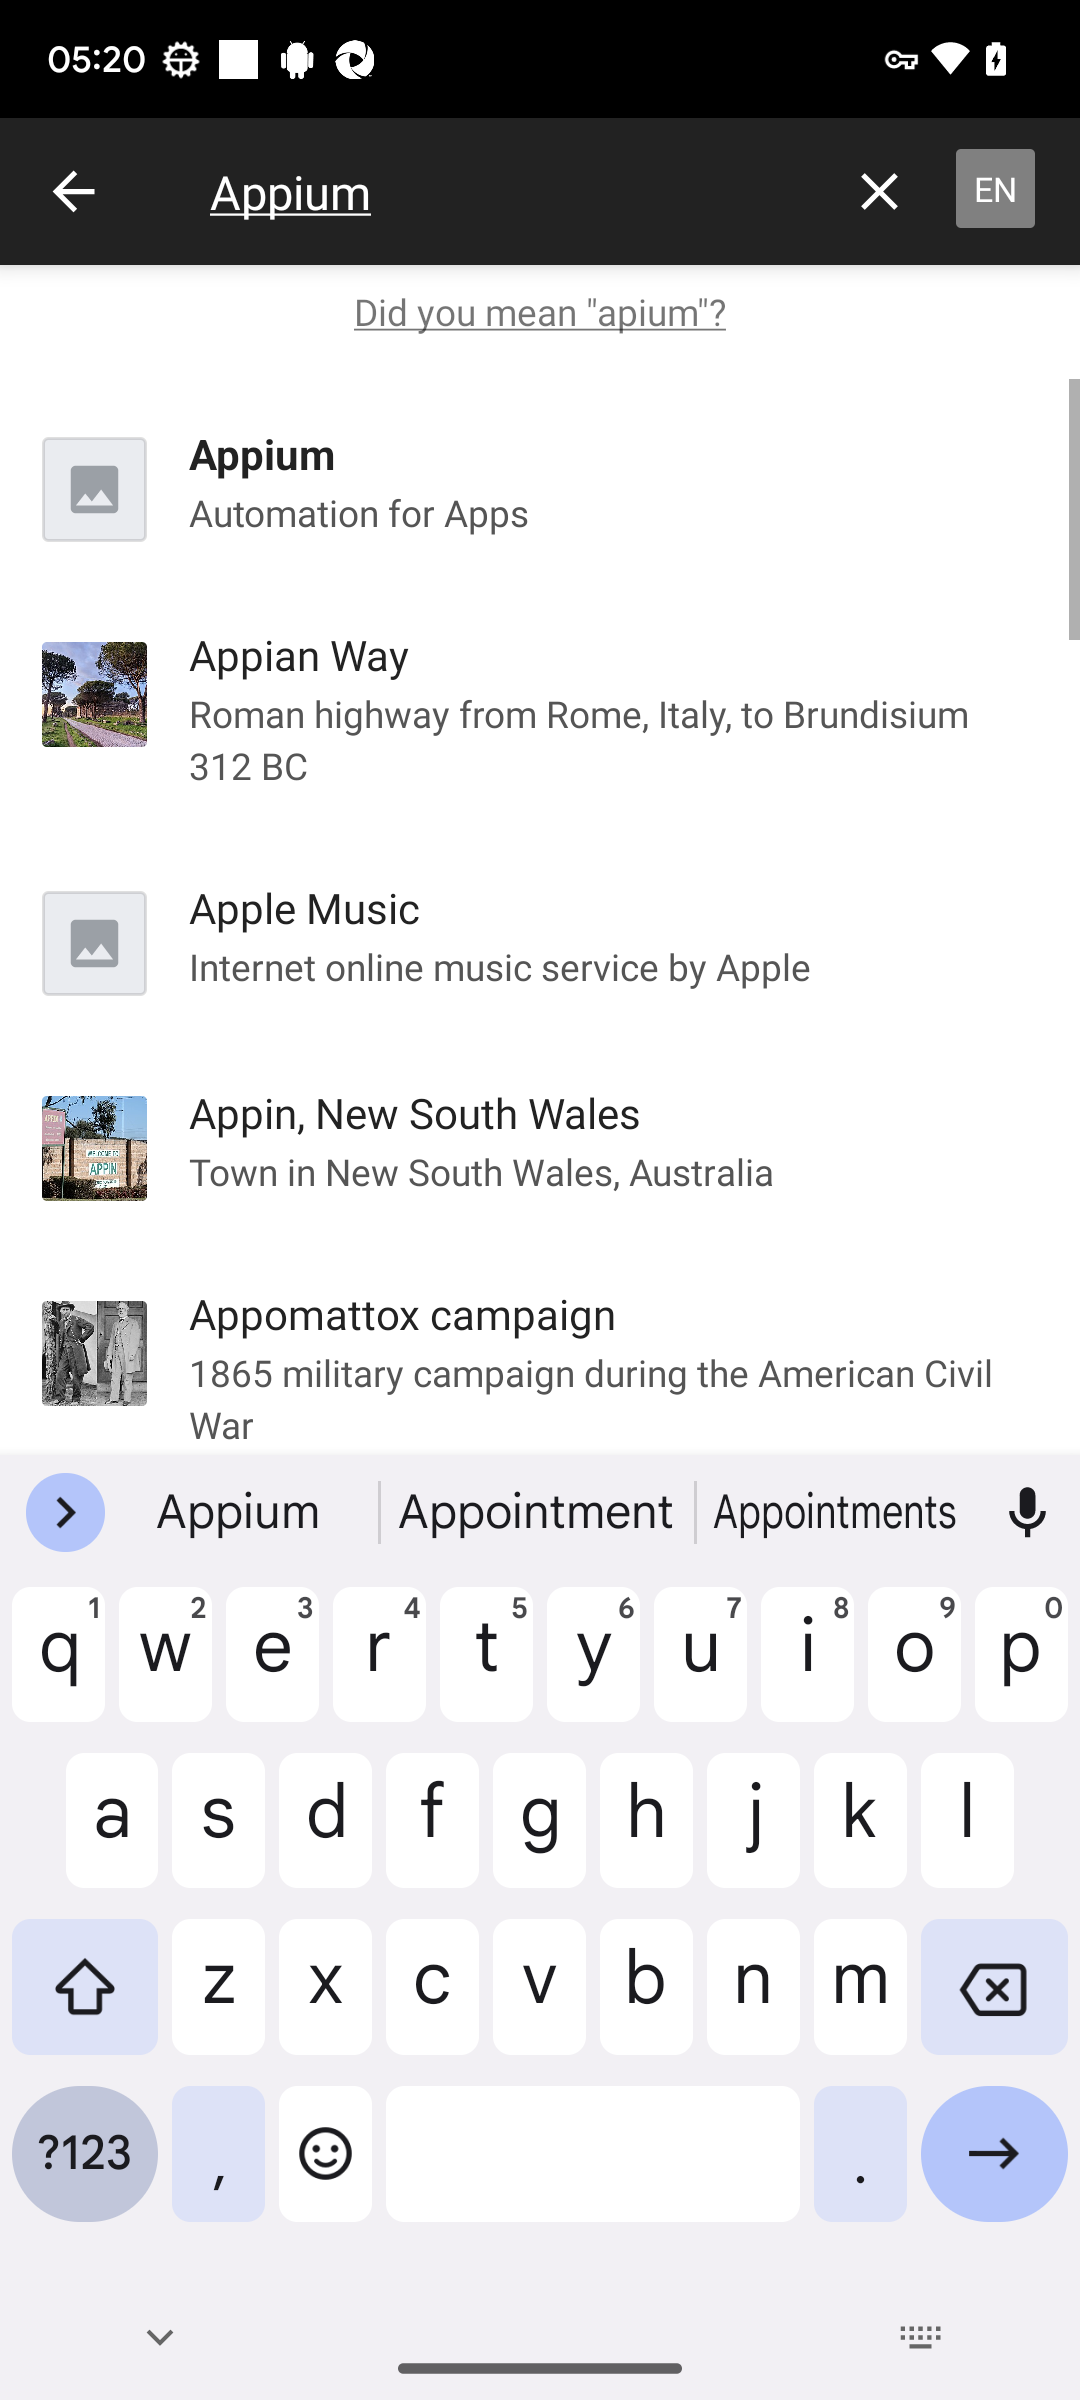 05:20
Appium
EN
Did you mean "apium"?
Appium
Automation for Apps
Appian Way
Roman highway from Rome, Italy, to Brundisium
312 BC
Apple Music
Internet online music service by Apple
APPIN
Appin, New South Wales
Town in New South Wales, Australia
Appomattox campaign
1865 military campaign during the American Civil
War
Appium Appointment Appointments
1 2 3 4 5 6 7 8 9 0
q w e r t y u i o p
a s d f g h j k l
z x c v b n m
?123 , .